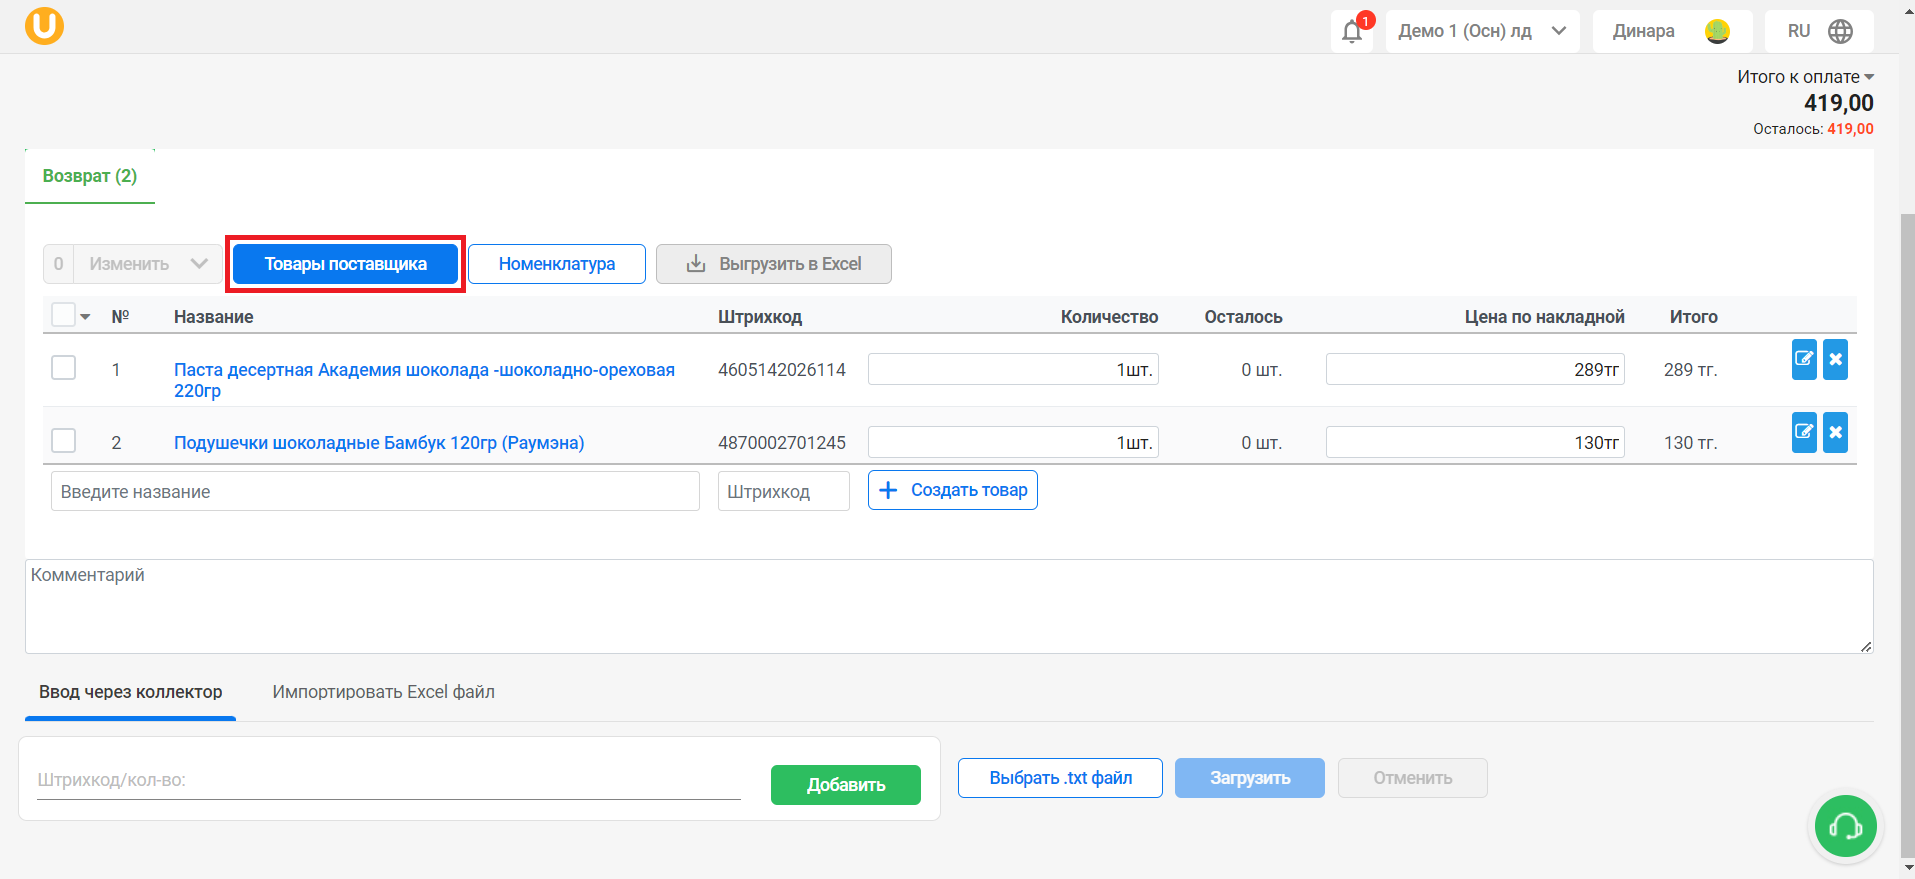 U
1
Демо 1 (Осн) лд
Динара
RU
Итого к оплате
419,00
Осталось: 419,00
Возврат (2)
0 Изменить
Товары поставщика
Номенклатура
Выгрузить в Excel
№ Название Штрихкод Количество Осталось Цена по накладной Итого
1 Паста десертная Академия шоколада -шоколадно-ореховая 4605142026114 1шт. 0 шт. 289тг 289 тг.
220гр
2 Подушечки шоколадные Бамбук 120гр (Раумэна) 4870002701245 1шт. 0 шт. 130тг 130 тг.
Введите название Штрихкод + Создать товар
Комментарий
Ввод через коллектор Импортировать Excel файл
Штрихкод/кол-во: Добавить Выбрать .txt файл Загрузить Отменить